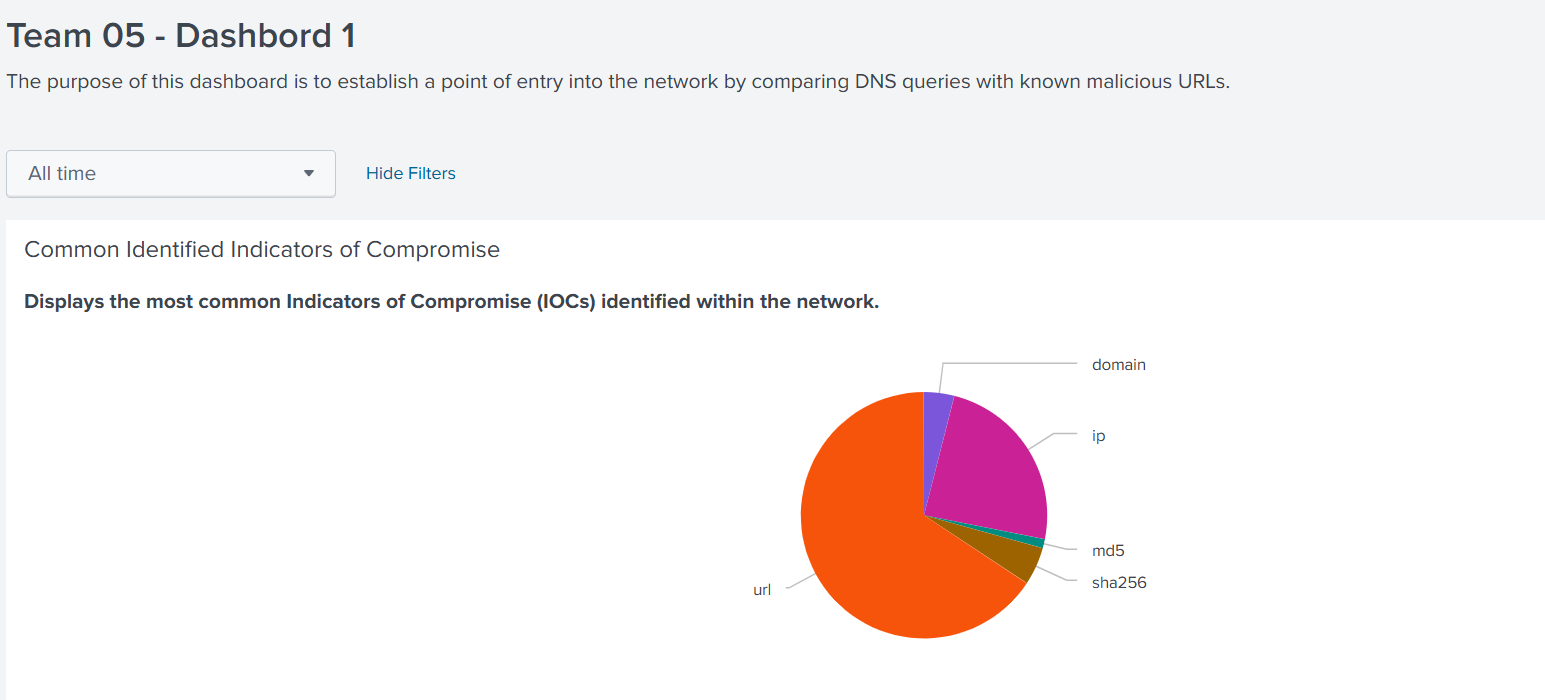 Team 05 - Dashbord 1
The purpose of this dashboard is to establish a point of entry into the network by comparing DNS queries with known malicious URLs.
All time
Hide Filters
Common Identified Indicators of Compromise
Displays the most common Indicators of Compromise (IOCs) identified within the network.
domain
ip
md5
sha256
url